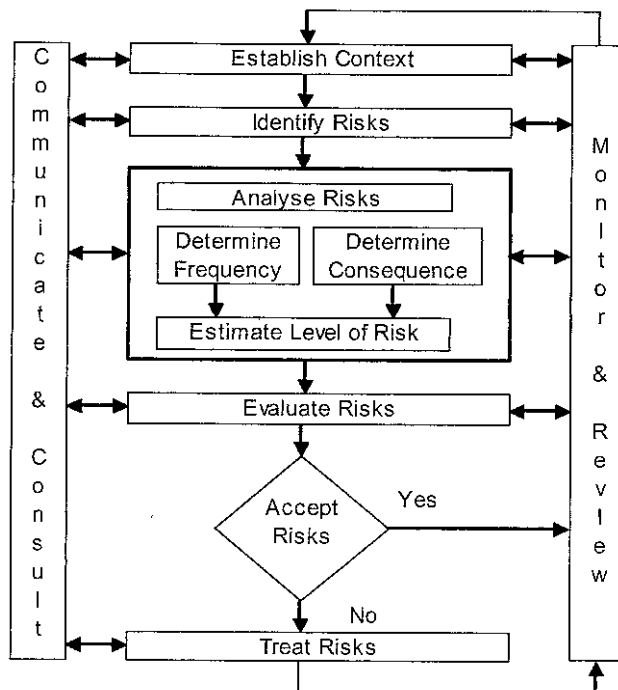 Communicate & Consult
Establish Context
Identify Risks
Analyse Risks
Determine
Frequency
Determine
Consequence
Estimate Level of Risk
Evaluate Risks
Accept
Risks
Yes
No
Treat Risks
Monitor & Review